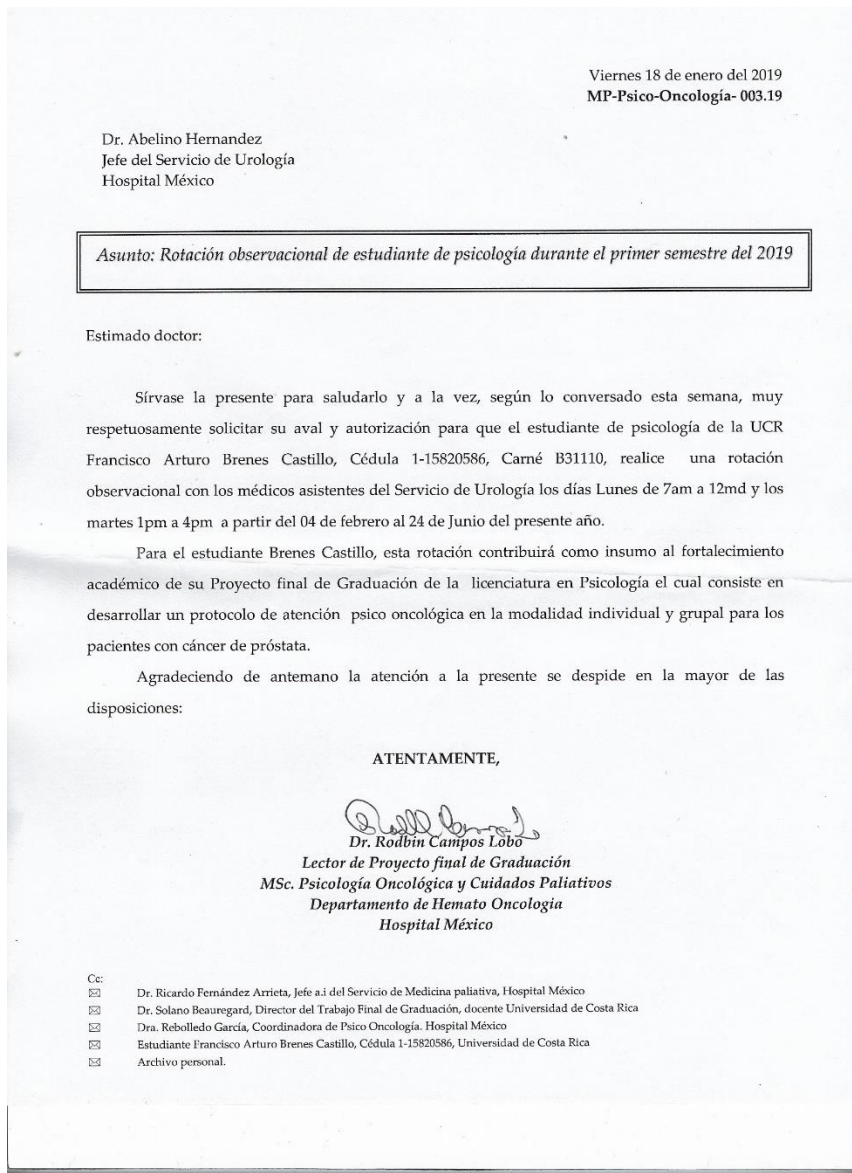 Viernes 18 de enero del 2019
MP-Psico-Oncología- 003.19
Dr. Abelino Hernandez
Jefe del Servicio de Urología
Hospital México
Asunto: Rotación observacional de estudiante de psicología durante el primer semestre del 2019
Estimado doctor:
Sírvase la presente para saludarlo y a la vez, según lo conversado esta semana, muy
respetuosamente solicitar su aval y autorización para que el estudiante de psicología de la UCR
Francisco Arturo Brenes Castillo, Cédula 1-15820586, Carné B31110, realice una rotación
observacional con los médicos asistentes del Servicio de Urología los días Lunes de 7am a 12md y los
martes 1pm a 4pm a partir del 04 de febrero al 24 de Junio del presente año.
Para el estudiante Brenes Castillo, esta rotación contribuirá como insumo al fortalecimiento
académico de su Proyecto final de Graduación de la licenciatura en Psicología el cual consiste en
desarrollar un protocolo de atención psico oncológica en la modalidad individual y grupal para los
pacientes con cáncer de próstata.
Agradeciendo de antemano la atención a la presente se despide en la mayor de las
disposiciones:
ATENTAMENTE,
Dr. Rodbin Campos Lobo
Lector de Proyecto final de Graduación
MSc. Psicología Oncológica y Cuidados Paliativos
Departamento de Hemato Oncologia
Hospital México
Cc:
Dr. Ricardo Fernández Arrieta, Jefe a.i del Servicio de Medicina paliativa, Hospital México
Dr. Solano Beauregard, Director del Trabajo Final de Graduación, docente Universidad de Costa Rica
Dra. Rebolledo García, Coordinadora de Psico Oncología. Hospital México
Estudiante Francisco Arturo Brenes Castillo, Cédula 1-15820586, Universidad de Costa Rica
Archivo personal.